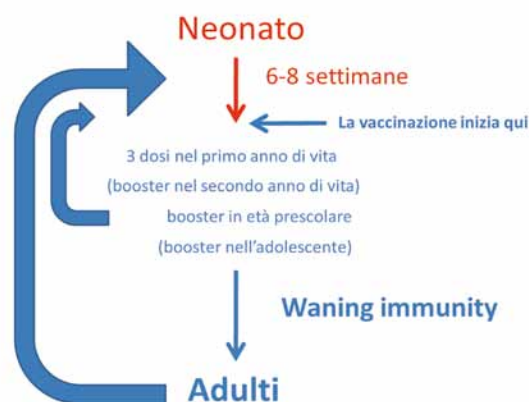 Neonato
6-8 settimane
La vaccinazione inizia qui
3 dosi nel primo anno di vita
(booster nel secondo anno di vita)
booster in età prescolare
(booster nell'adolescente)
Waning immunity
Adulti